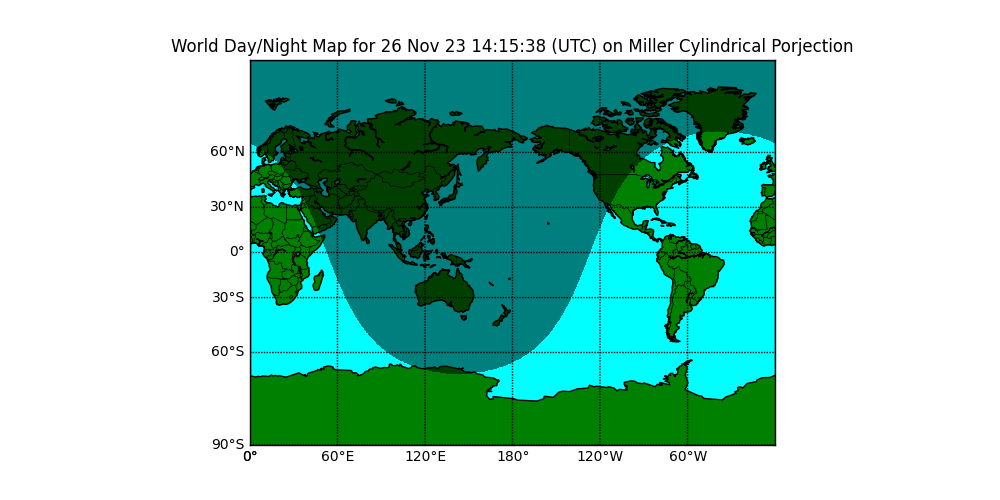 World Day/Night Map for 26 Nov 23 14:15:38 (UTC) on Miller Cylindrical Porjection
60°N
30°N
0°
30°S
60°S
90°S
0° 60°E 120°E 180° 120°W 60°W